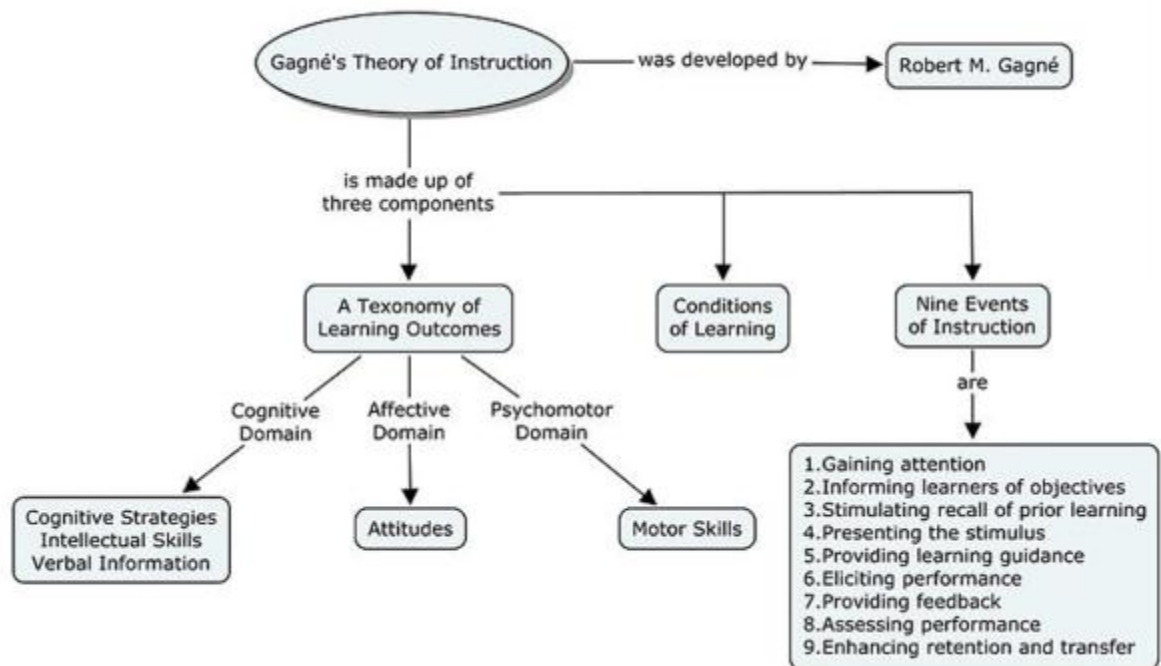 Gagné's Theory of Instruction
was developed by
Robert M. Gagné
is made up of
three components
A Texonomy of
Learning Outcomes
Conditions
of Learning
Nine Events
of Instruction
are
Cognitive
Domain
Affective
Domain
Psychomotor
Domain
Cognitive Strategies
Intellectual Skills
Verbal Information
Attitudes
Motor Skills
1.Gaining attention
2.Informing learners of objectives
3.Stimulating recall of prior learning
4.Presenting the stimulus
5.Providing learning guidance
6.Eliciting performance
7.Providing feedback
8.Assessing performance
9.Enhancing retention and transfer